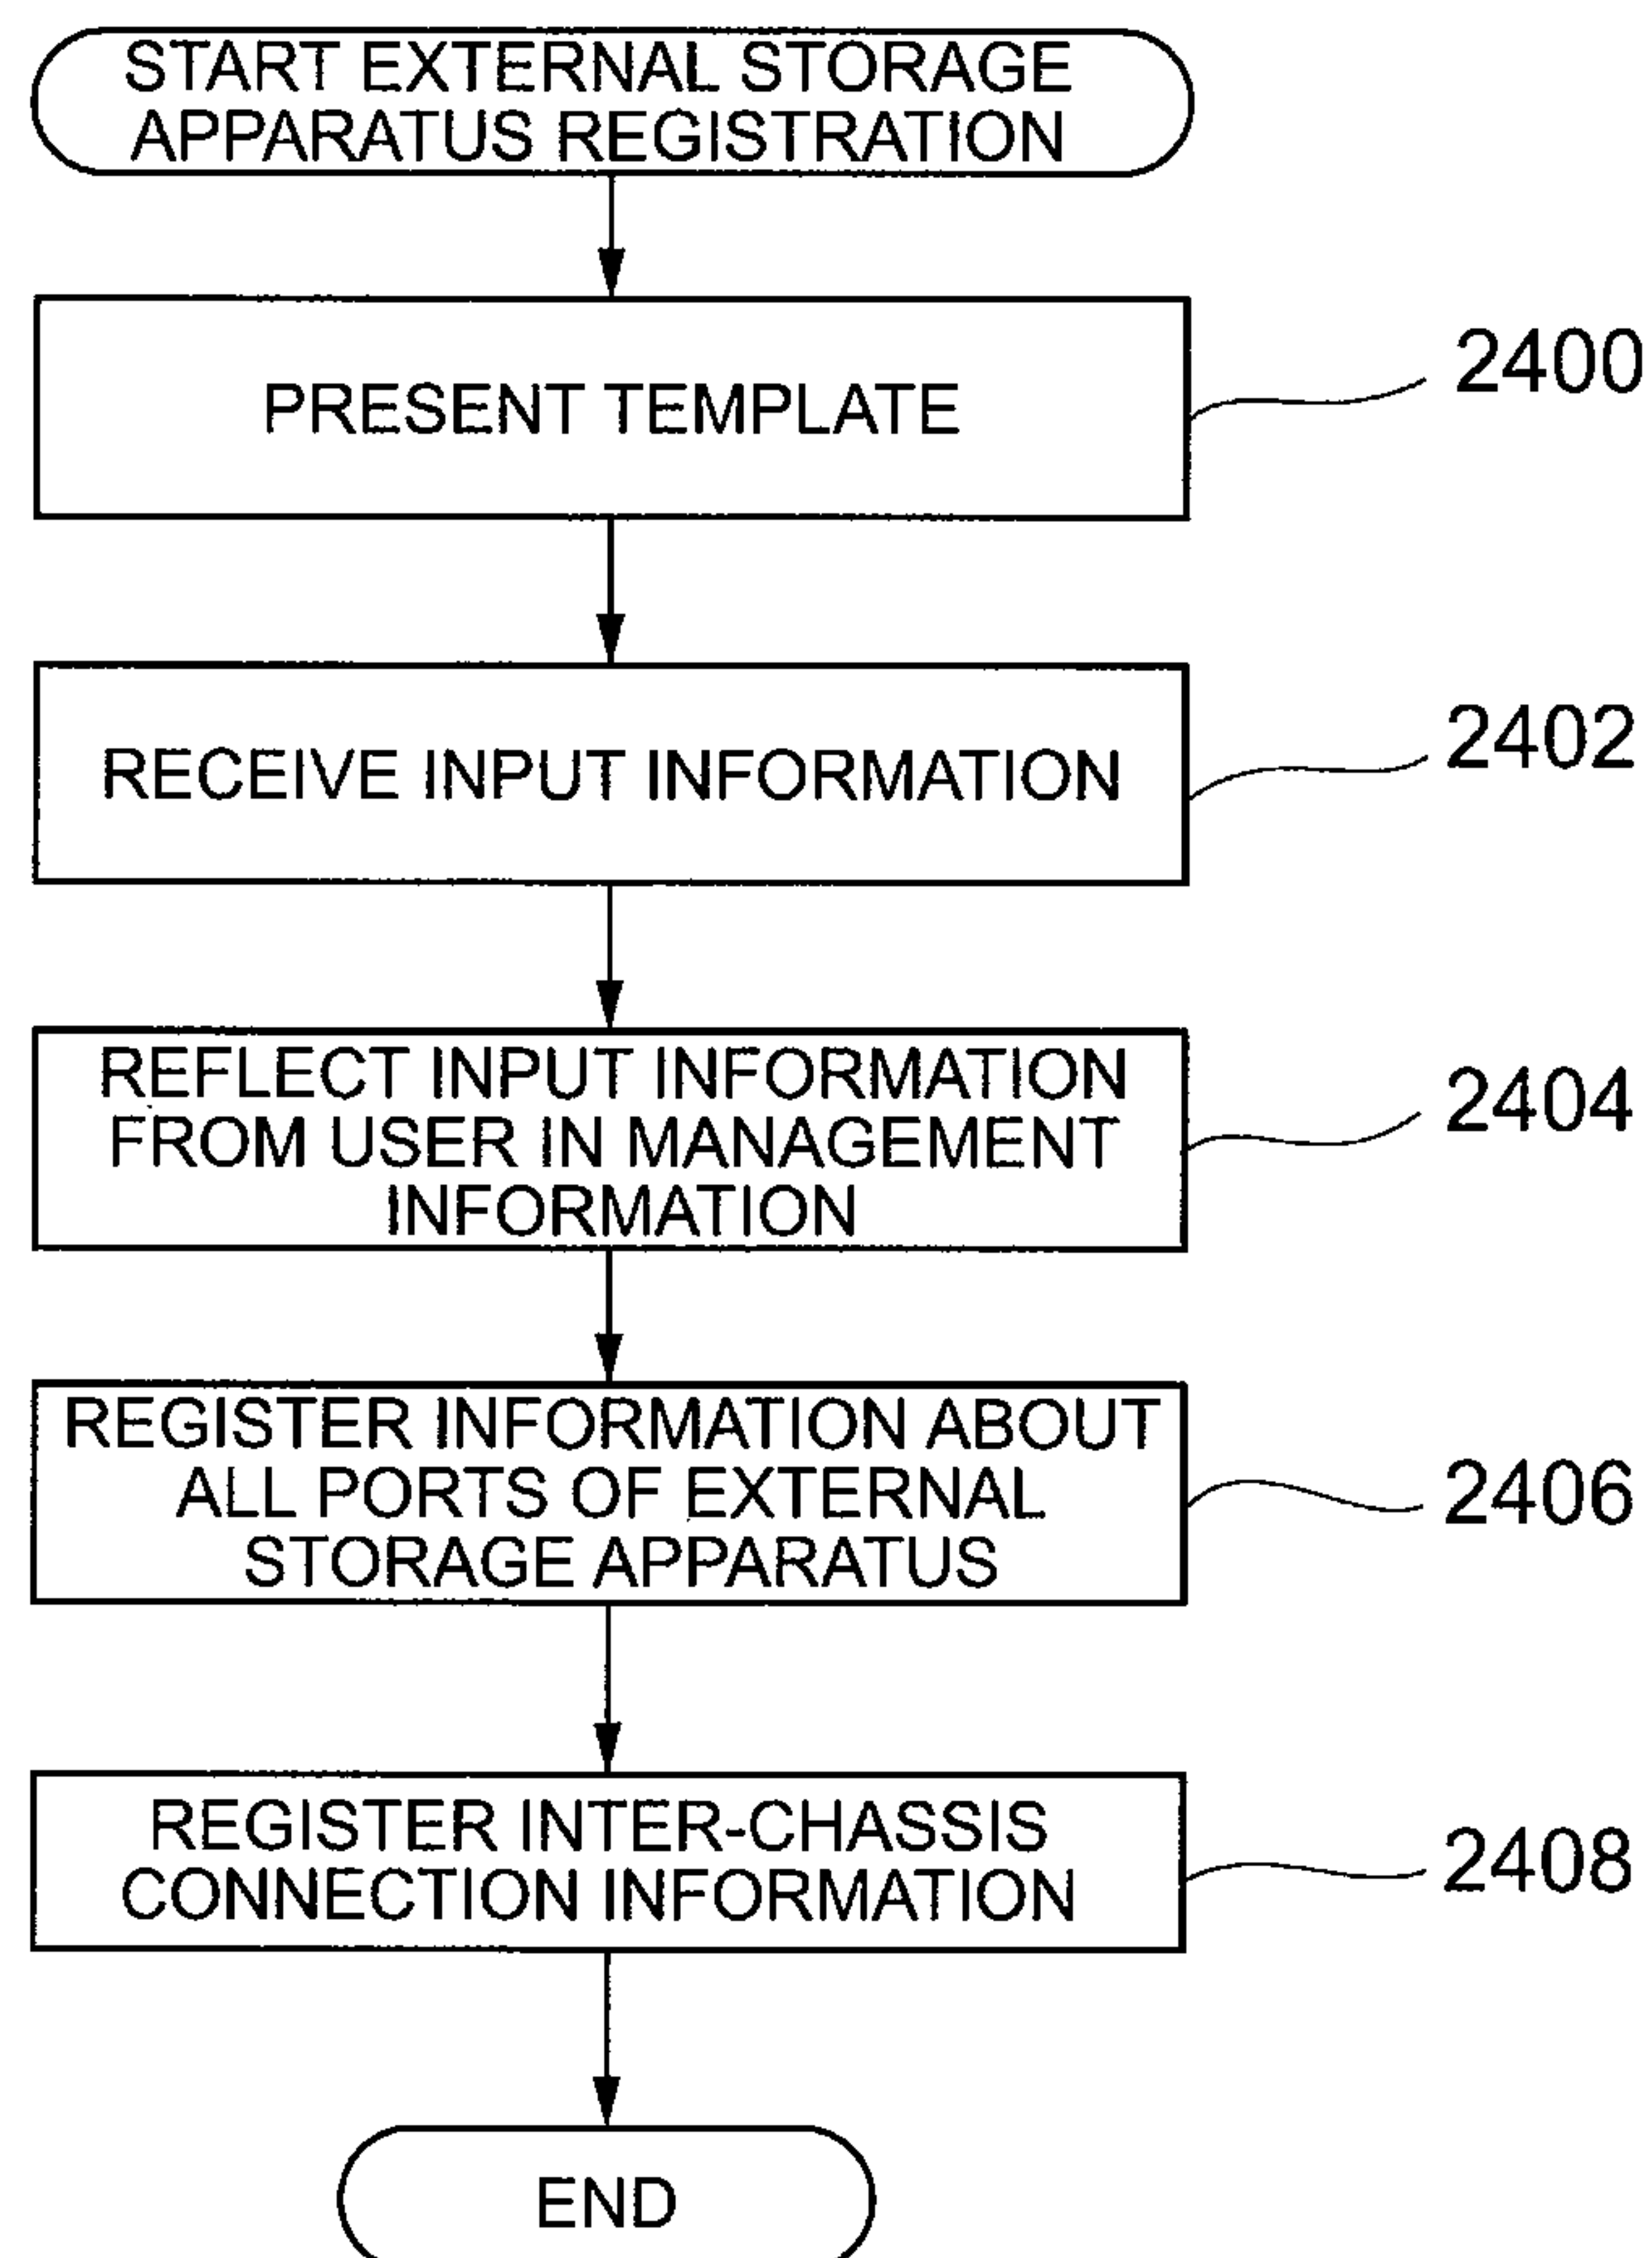 START EXTERNAL STORAGE
APPARATUS REGISTRATION
PRESENT TEMPLATE
2400
RECEIVE INPUT INFORMATION
2402
REFLECT INPUT INFORMATION
FROM USER IN MANAGEMENT
INFORMATION
2404
REGISTER INFORMATION ABOUT
ALL PORTS OF EXTERNAL
STORAGE APPARATUS
2406
REGISTER INTER-CHASSIS
CONNECTION INFORMATION
2408
END